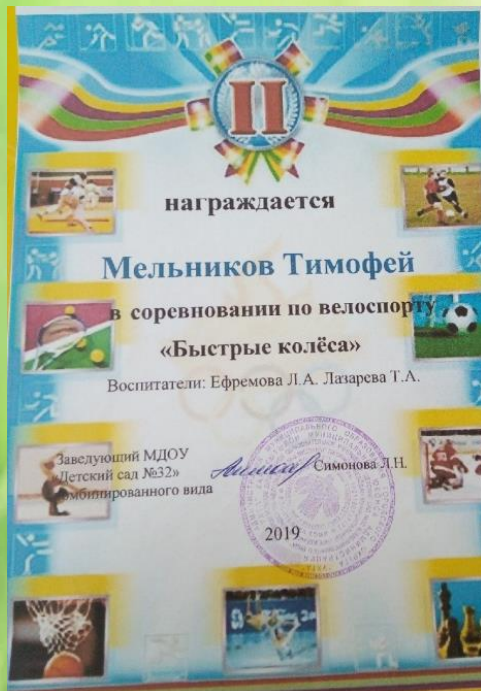 II
награждается
Мельников Тимофей
в соревновании по велоспорту
«Быстрые колёса»
Воспитатели: Ефремова Л.А. Лазарева Т.А.
Заведующий МДОУ
«Детский сад №32»
комбинированного вида
Симонова Л.Н.
2019